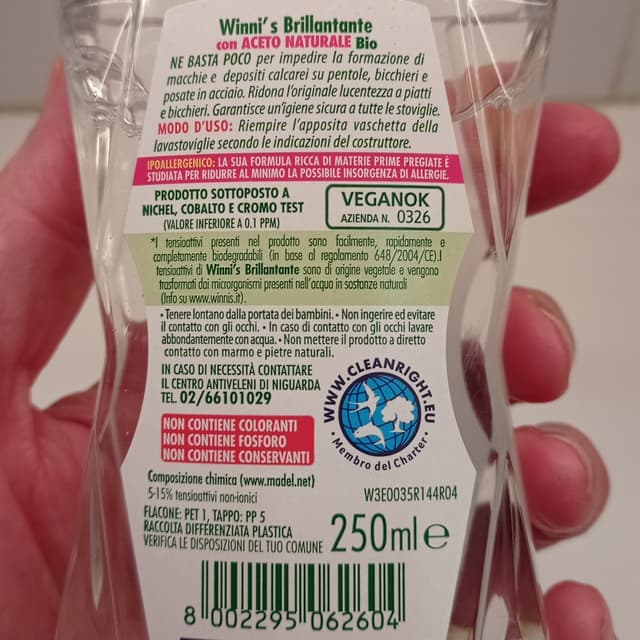 Winni's Brillantante
con ACETO NATURALE Bio
NE BASTA POCO per impedire la formazione di
macchie e depositi calcarei su pentole, bicchieri e
posate in acciaio. Ridona l'originale lucentezza a piatti
e bicchieri. Garantisce un'igiene sicura a tutte le stoviglie.
MODO D'USO: Riempire l'apposita vaschetta della
lavastoviglie secondo le indicazioni del costruttore.
IPOALLERGENICO: LA SUA FORMULA RICCA DI MATERIE PRIME PREGIATE È
STUDIATA PER RIDURRE AL MINIMO LA POSSIBILE INSORGENZA DI ALLERGIE.
PRODOTTO SOTTOPOSTO A
NICHEL, COBALTO E CROMO TEST
(VALORE INFERIORE A 0.1 PPM)
VEGANOK
AZIENDA N. 0326
*I tensioattivi presenti nel prodotto sono facilmente, rapidamente e
completamente biodegradabili (in base al regolamento 648/2004/CE).I
tensioattivi di Winni's Brillantante sono di origine vegetale e vengono
trasformati dai microrganismi presenti nell'acqua in sostanze naturali
(Info su www.winnis.it).
• Tenere lontano dalla portata dei bambini. • Non ingerire ed evitare
il contatto con gli occhi. • In caso di contatto con gli occhi lavare
abbondantemente con acqua. • Non mettere il prodotto a diretto
contatto con marmo e pietre naturali.
IN CASO DI NECESSITÀ CONTATTARE
IL CENTRO ANTIVELENI DI NIGUARDA
TEL. 02/66101029
WWW.CLEANRIGHT.EU
• Membro del Charter •
NON CONTIENE COLORANTI
NON CONTIENE FOSFORO
NON CONTIENE CONSERVANTI
Composizione chimica (www.madel.net)
5-15% tensioattivi non-ionici
W3E0035R144R04
FLACONE: PET 1, TAPPO: PP 5
RACCOLTA DIFFERENZIATA PLASTICA
VERIFICA LE DISPOSIZIONI DEL TUO COMUNE
250ml e
8 002295 062604